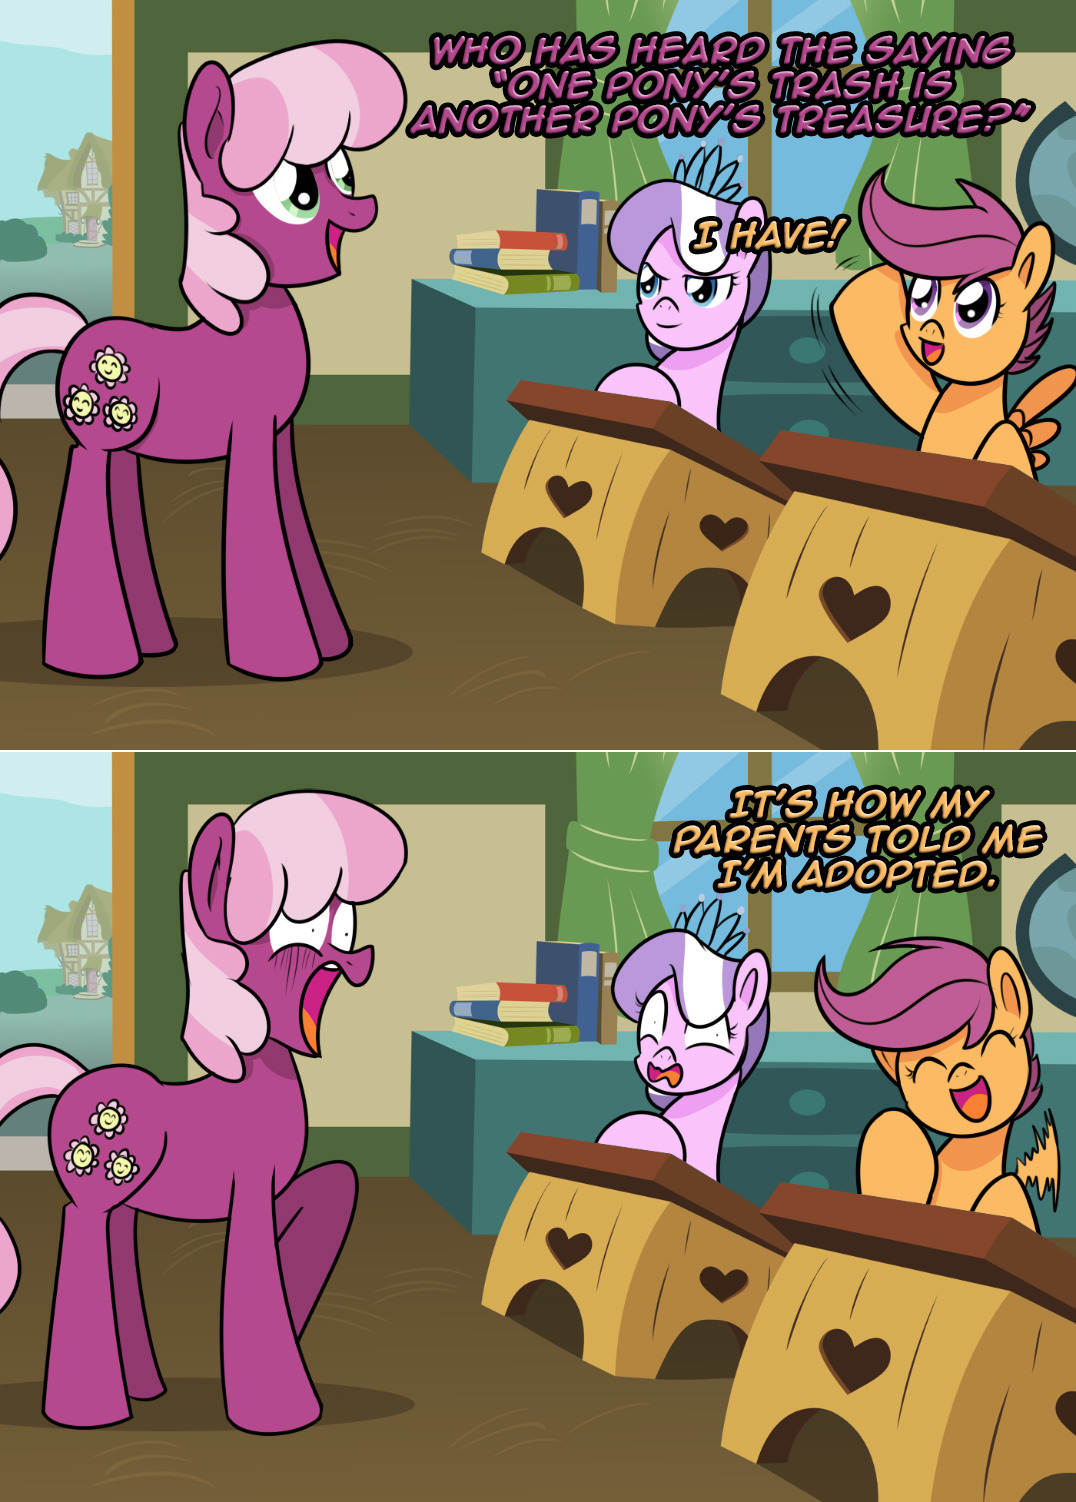 WHO HAS HEARD THE SAYING
"ONE PONY'S TRASH IS
ANOTHER PONY'S TREASURE?"
I HAVE!
IT'S HOW MY
PARENTS TOLD ME
I'M ADOPTED.